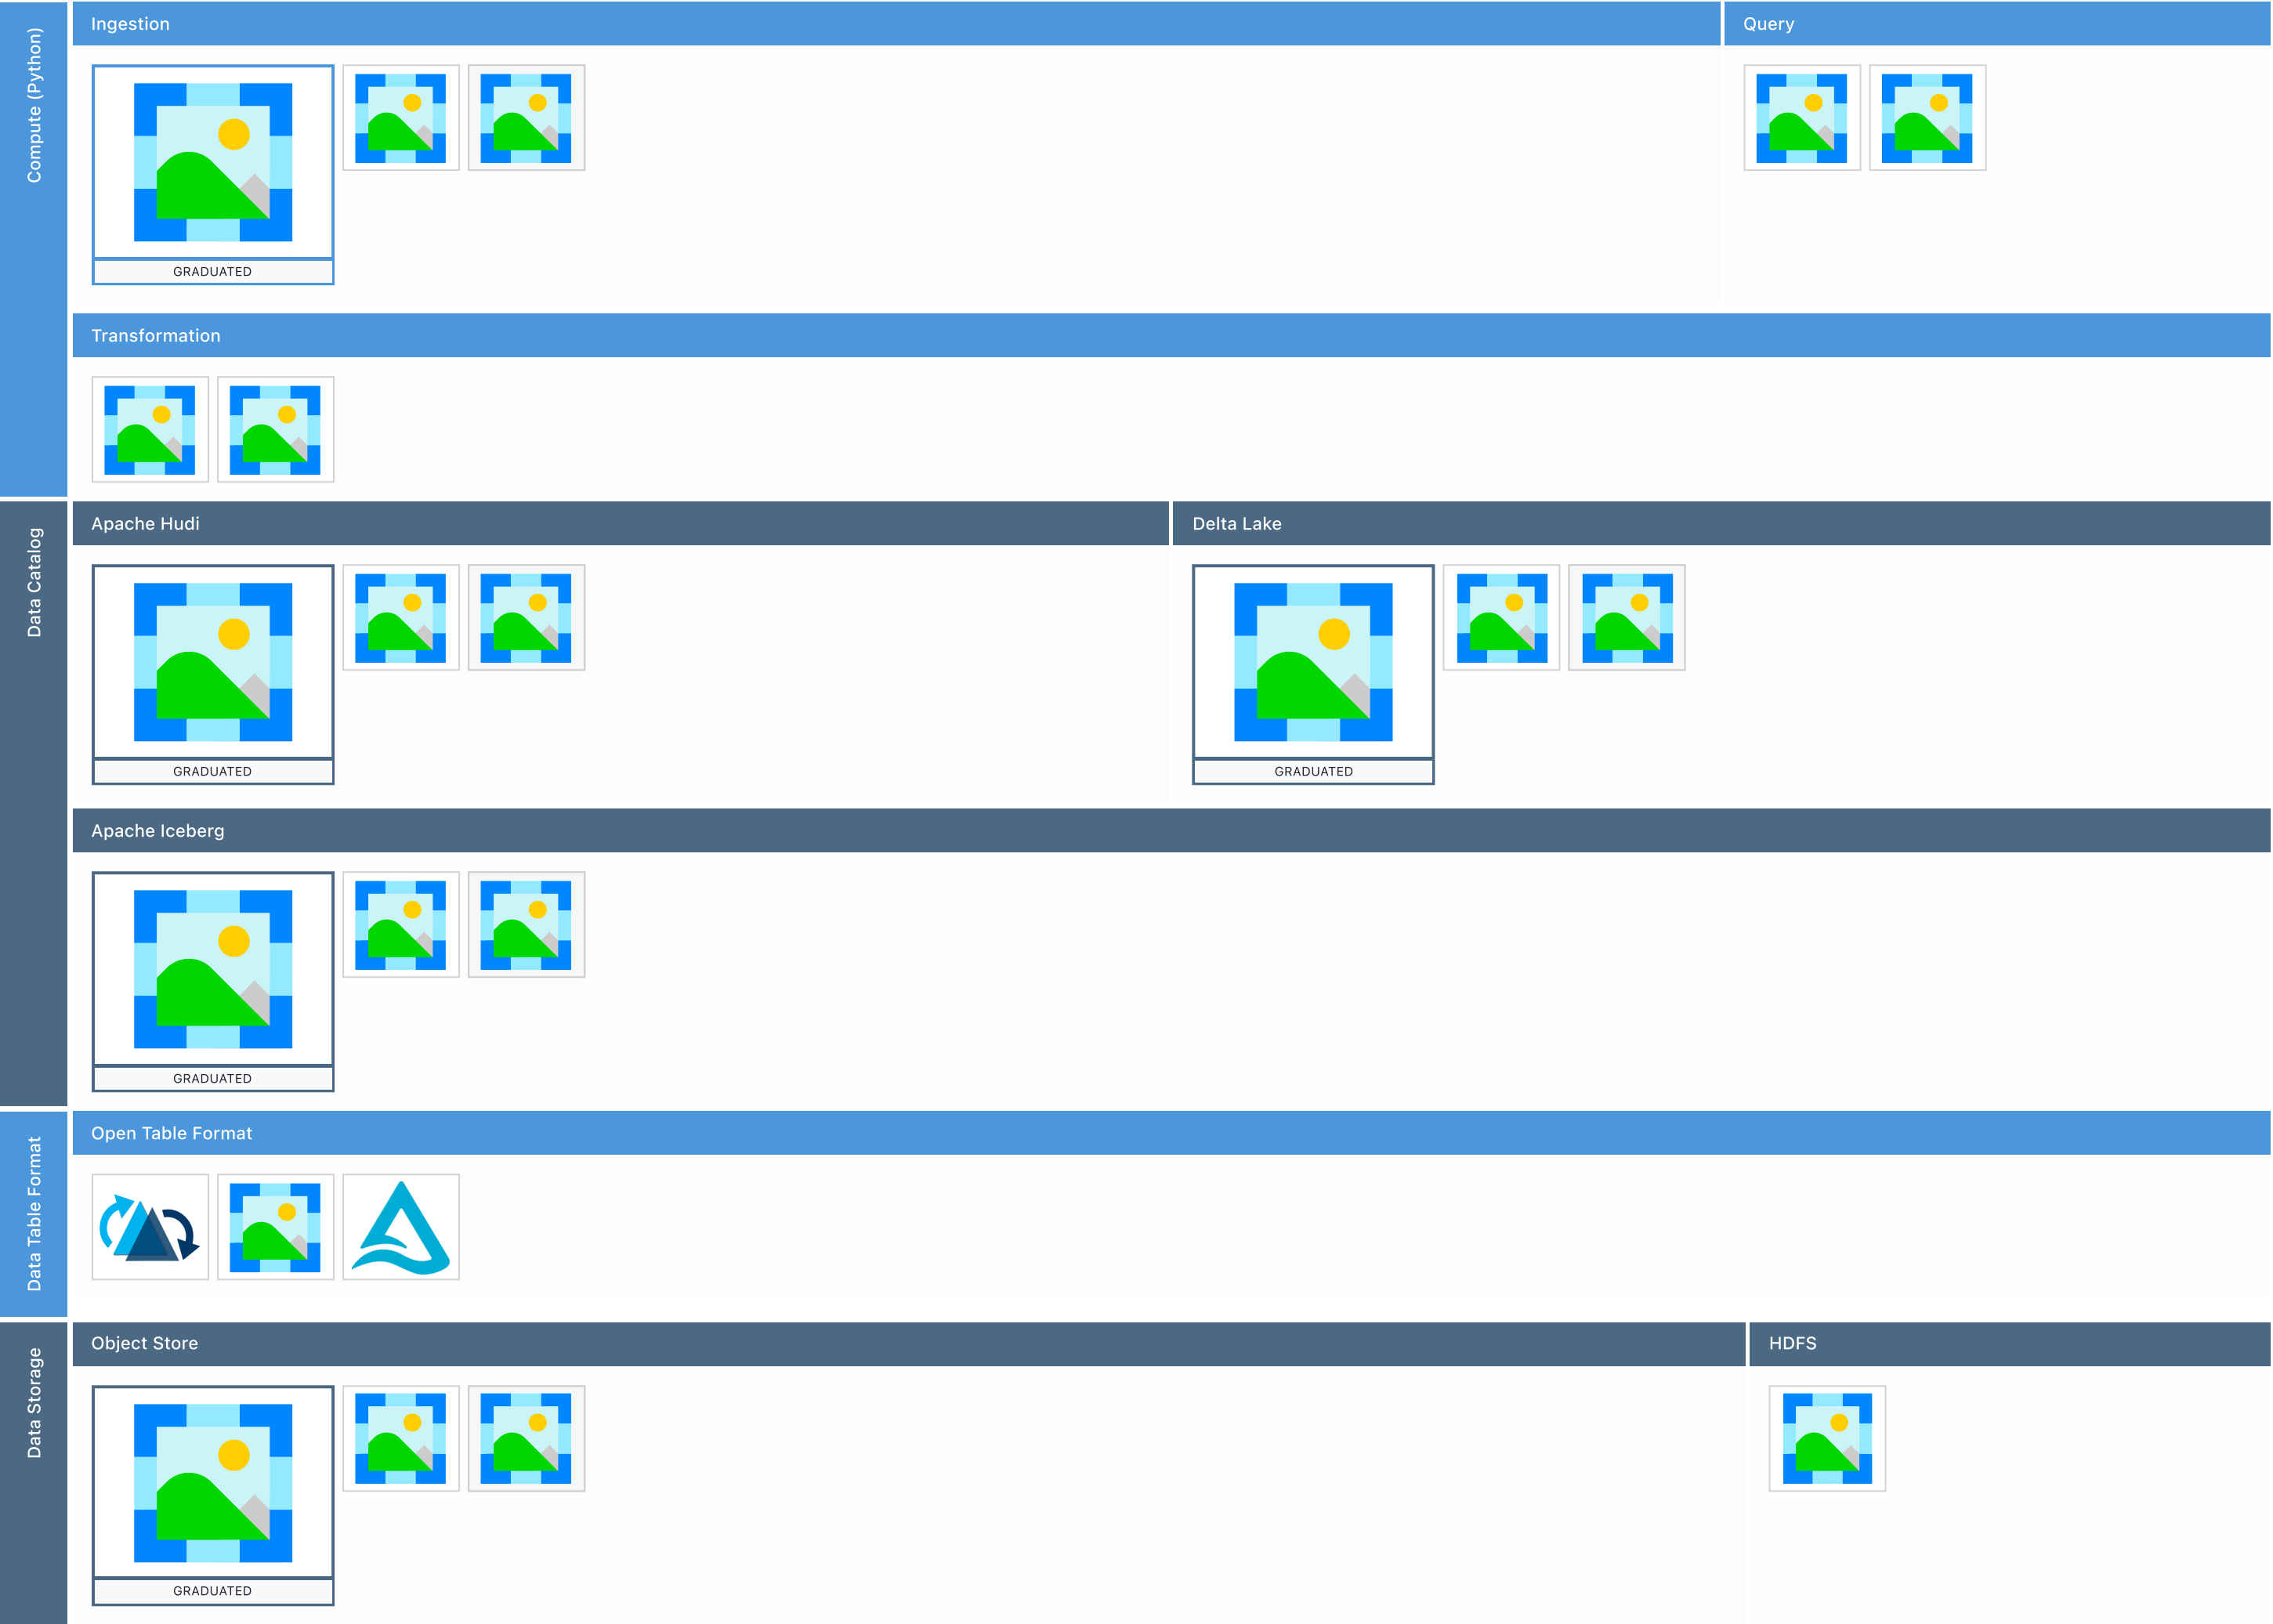 Compute (Python)
Ingestion
Query
GRADUATED
Transformation
Data Catalog
Apache Hudi
Delta Lake
GRADUATED
GRADUATED
Apache Iceberg
GRADUATED
Data Table Format
Open Table Format
Data Storage
Object Store
HDFS
GRADUATED